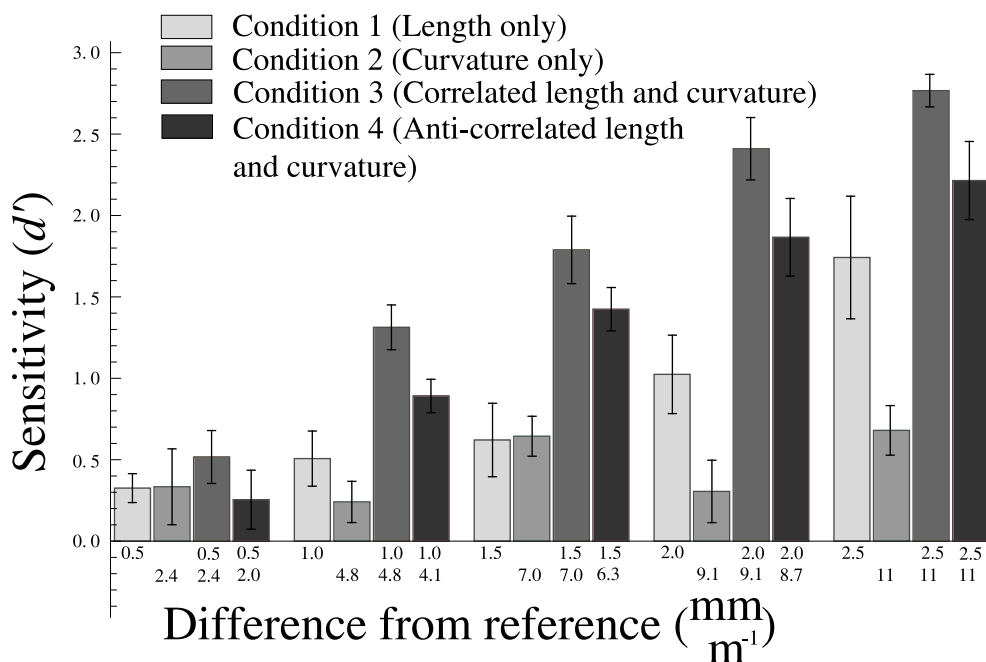 Condition 1 (Length only)
Condition 2 (Curvature only)
Condition 3 (Correlated length and curvature)
Condition 4 (Anti-correlated length
and curvature)
Sensitivity (d')
3.0
2.5
2.0
1.5
1.0
0.5
0.0
0.5 0.5 0.5 1.0 1.0 1.0 1.5 1.5 1.5 2.0 2.0 2.0 2.5 2.5 2.5
2.4 2.4 2.0 4.8 4.8 4.1 7.0 7.0 6.3 9.1 9.1 8.7 11 11 11
Difference from reference (mm
m⁻¹)